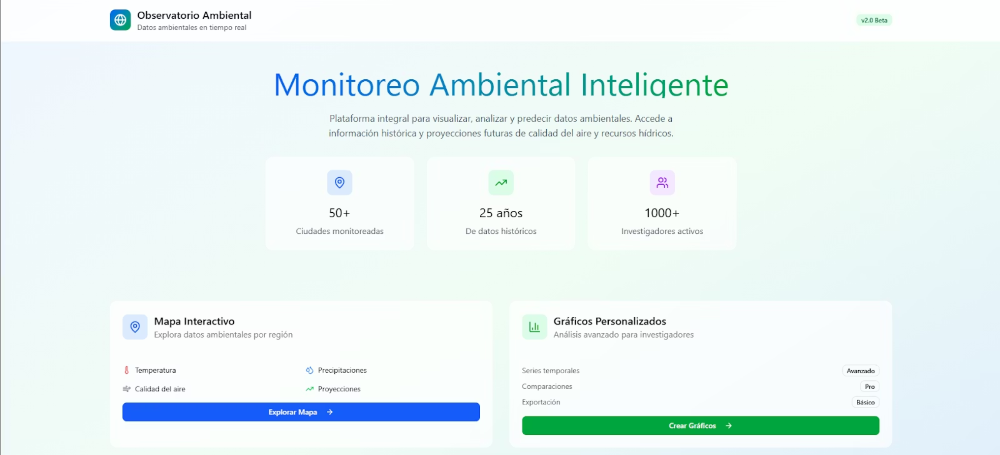 Observatorio Ambiental
Datos ambientales en tiempo real
v2.0 Beta
Monitoreo Ambiental Inteligente
Plataforma integral para visualizar, analizar y predecir datos ambientales. Accede a
información histórica y proyecciones futuras de calidad del aire y recursos hídricos.
50+
Ciudades monitoreadas
25 años
De datos históricos
1000+
Investigadores activos
Mapa Interactivo
Explora datos ambientales por región
Temperatura
Precipitaciones
Calidad del aire
Proyecciones
Explorar Mapa
Gráficos Personalizados
Análisis avanzado para investigadores
Series temporales
Avanzado
Comparaciones
Pro
Exportación
Básico
Crear Gráficos